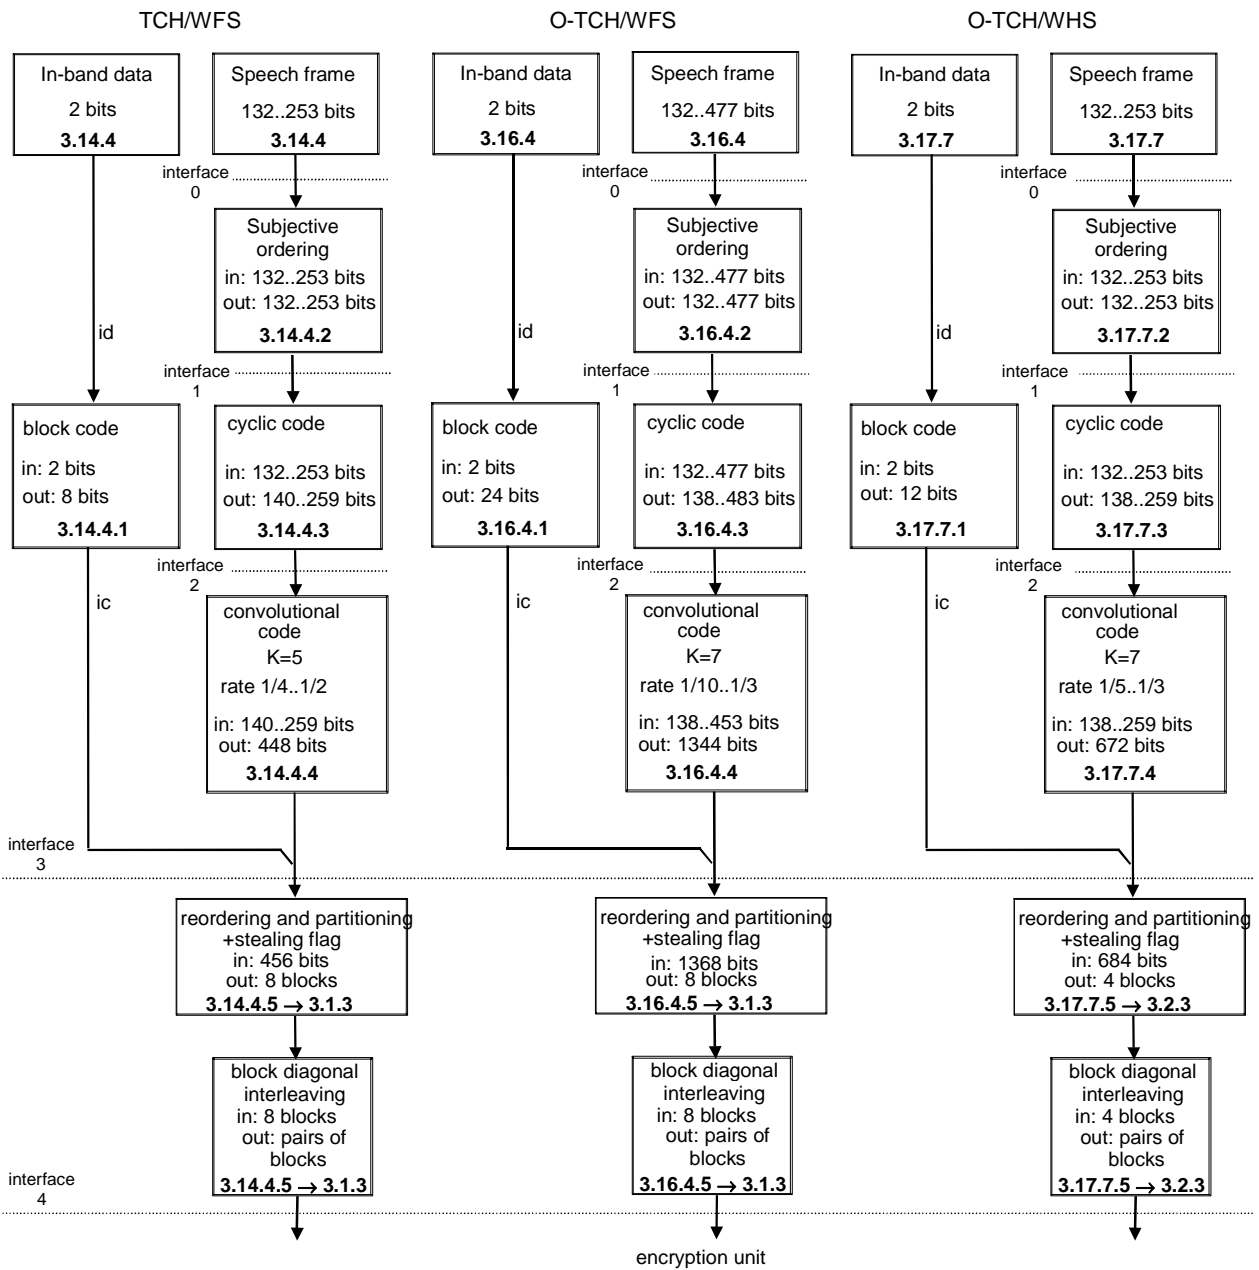 TCH/WFS
In-band data
2 bits
3.14.4
Speech frame
132..253 bits
3.14.4
interface
0
Subjective
ordering
in: 132..253 bits
out: 132..253 bits
3.14.4.2
id
interface
1
block code
in: 2 bits
out: 8 bits
3.14.4.1
cyclic code
in: 132..253 bits
out: 140..259 bits
3.14.4.3
interface
2
ic
convolutional
code
K=5
rate 1/4..1/2
in: 140..259 bits
out: 448 bits
3.14.4.4
interface
3
reordering and partitioning
+stealing flag
in: 456 bits
out: 8 blocks
3.14.4.5 → 3.1.3
block diagonal
interleaving
in: 8 blocks
out: pairs of
blocks
3.14.4.5 → 3.1.3
interface
4
O-TCH/WFS
In-band data
2 bits
3.16.4
Speech frame
132..477 bits
3.16.4
interface
0
Subjective
ordering
in: 132..477 bits
out: 132..477 bits
3.16.4.2
id
interface
1
block code
in: 2 bits
out: 24 bits
3.16.4.1
cyclic code
in: 132..477 bits
out: 138..483 bits
3.16.4.3
interface
2
ic
convolutional
code
K=7
rate 1/10..1/3
in: 138..453 bits
out: 1344 bits
3.16.4.4
reordering and partitioning
+stealing flag
in: 1368 bits
out: 8 blocks
3.16.4.5 → 3.1.3
block diagonal
interleaving
in: 8 blocks
out: pairs of
blocks
3.16.4.5 → 3.1.3
encryption unit
O-TCH/WHS
In-band data
2 bits
3.17.7
Speech frame
132..253 bits
3.17.7
interface
0
Subjective
ordering
in: 132..253 bits
out: 132..253 bits
3.17.7.2
id
interface
1
block code
in: 2 bits
out: 12 bits
3.17.7.1
cyclic code
in: 132..253 bits
out: 138..259 bits
3.17.7.3
interface
2
ic
convolutional
code
K=7
rate 1/5..1/3
in: 138..259 bits
out: 672 bits
3.17.7.4
reordering and partitioning
+stealing flag
in: 684 bits
out: 4 blocks
3.17.7.5 → 3.2.3
block diagonal
interleaving
in: 4 blocks
out: pairs of
blocks
3.17.7.5 → 3.2.3